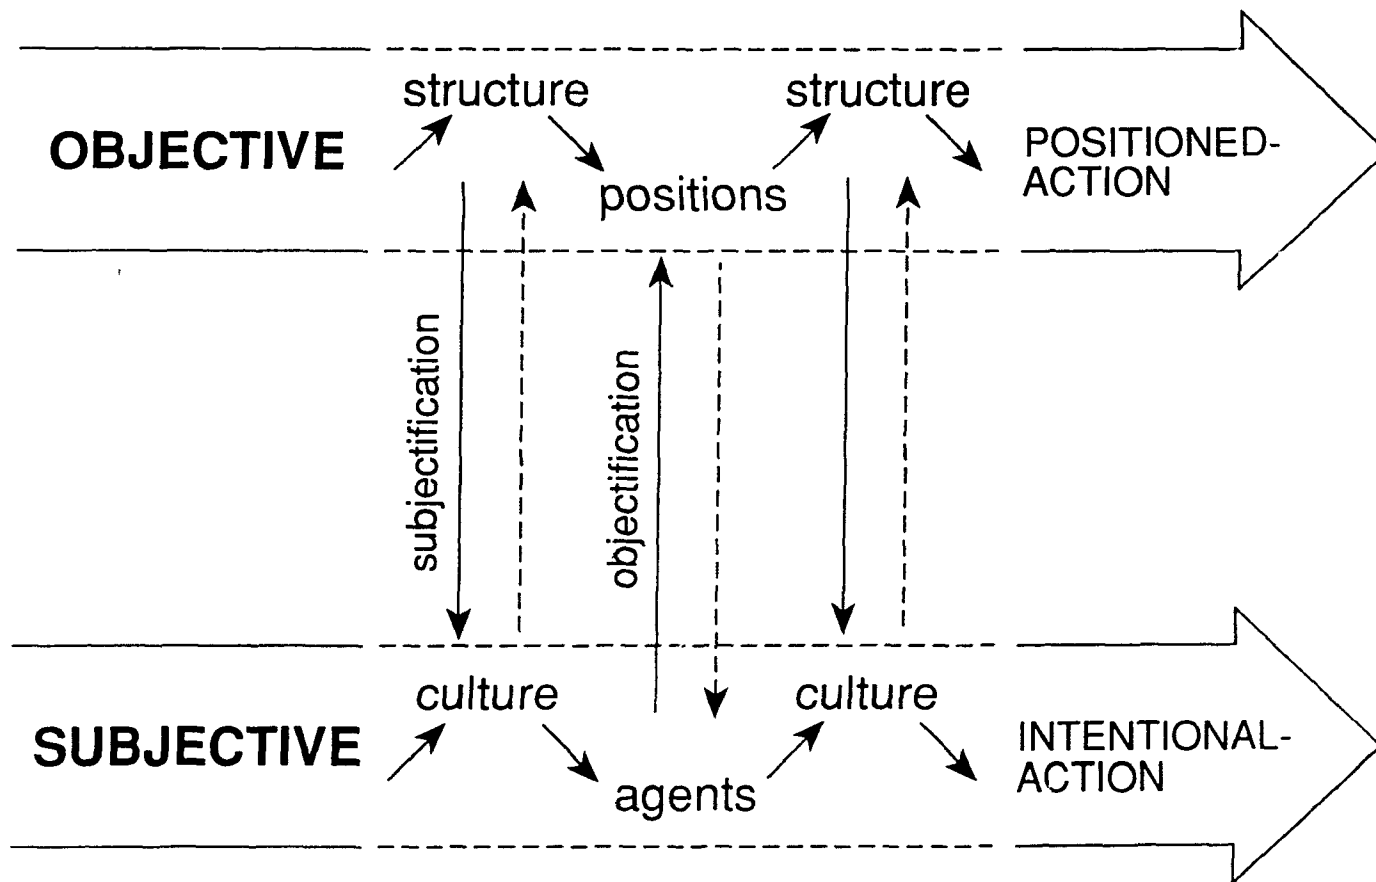 structure structure
OBJECTIVE
POSITIONED-
ACTION
positions
subjectification
objectification
culture culture
SUBJECTIVE
INTENTIONAL-
ACTION
agents